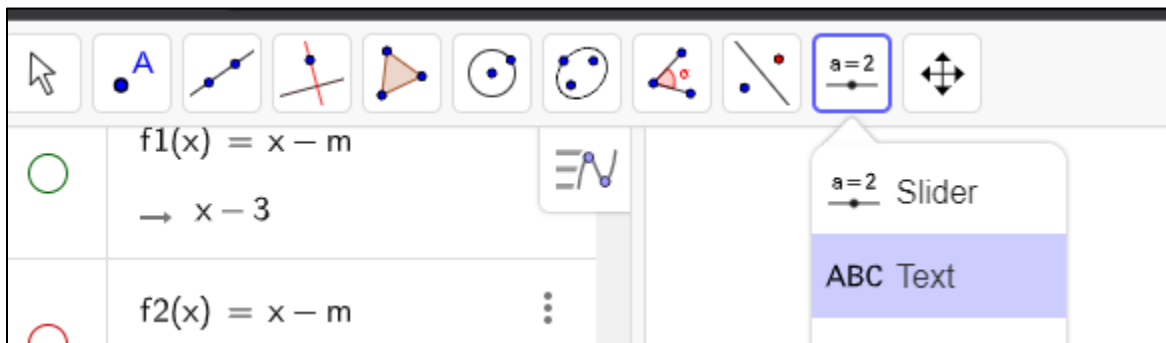 A
α
a=2
f1(x) = x − m
→ x − 3
a=2 Slider
ABC Text
f2(x) = x − m